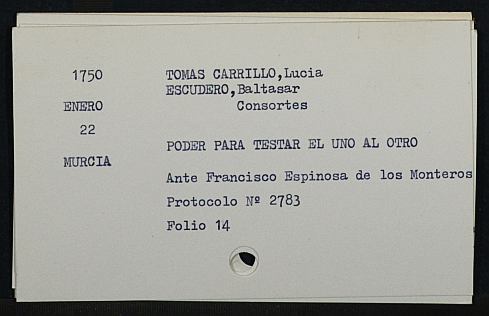 1750 TOMAS CARRILLO,Lucia
ESCUDERO,Baltasar
ENERO Consortes
22
PODER PARA TESTAR EL UNO AL OTRO
MURCIA
Ante Francisco Espinosa de los Monteros
Protocolo Nº 2783
Folio 14